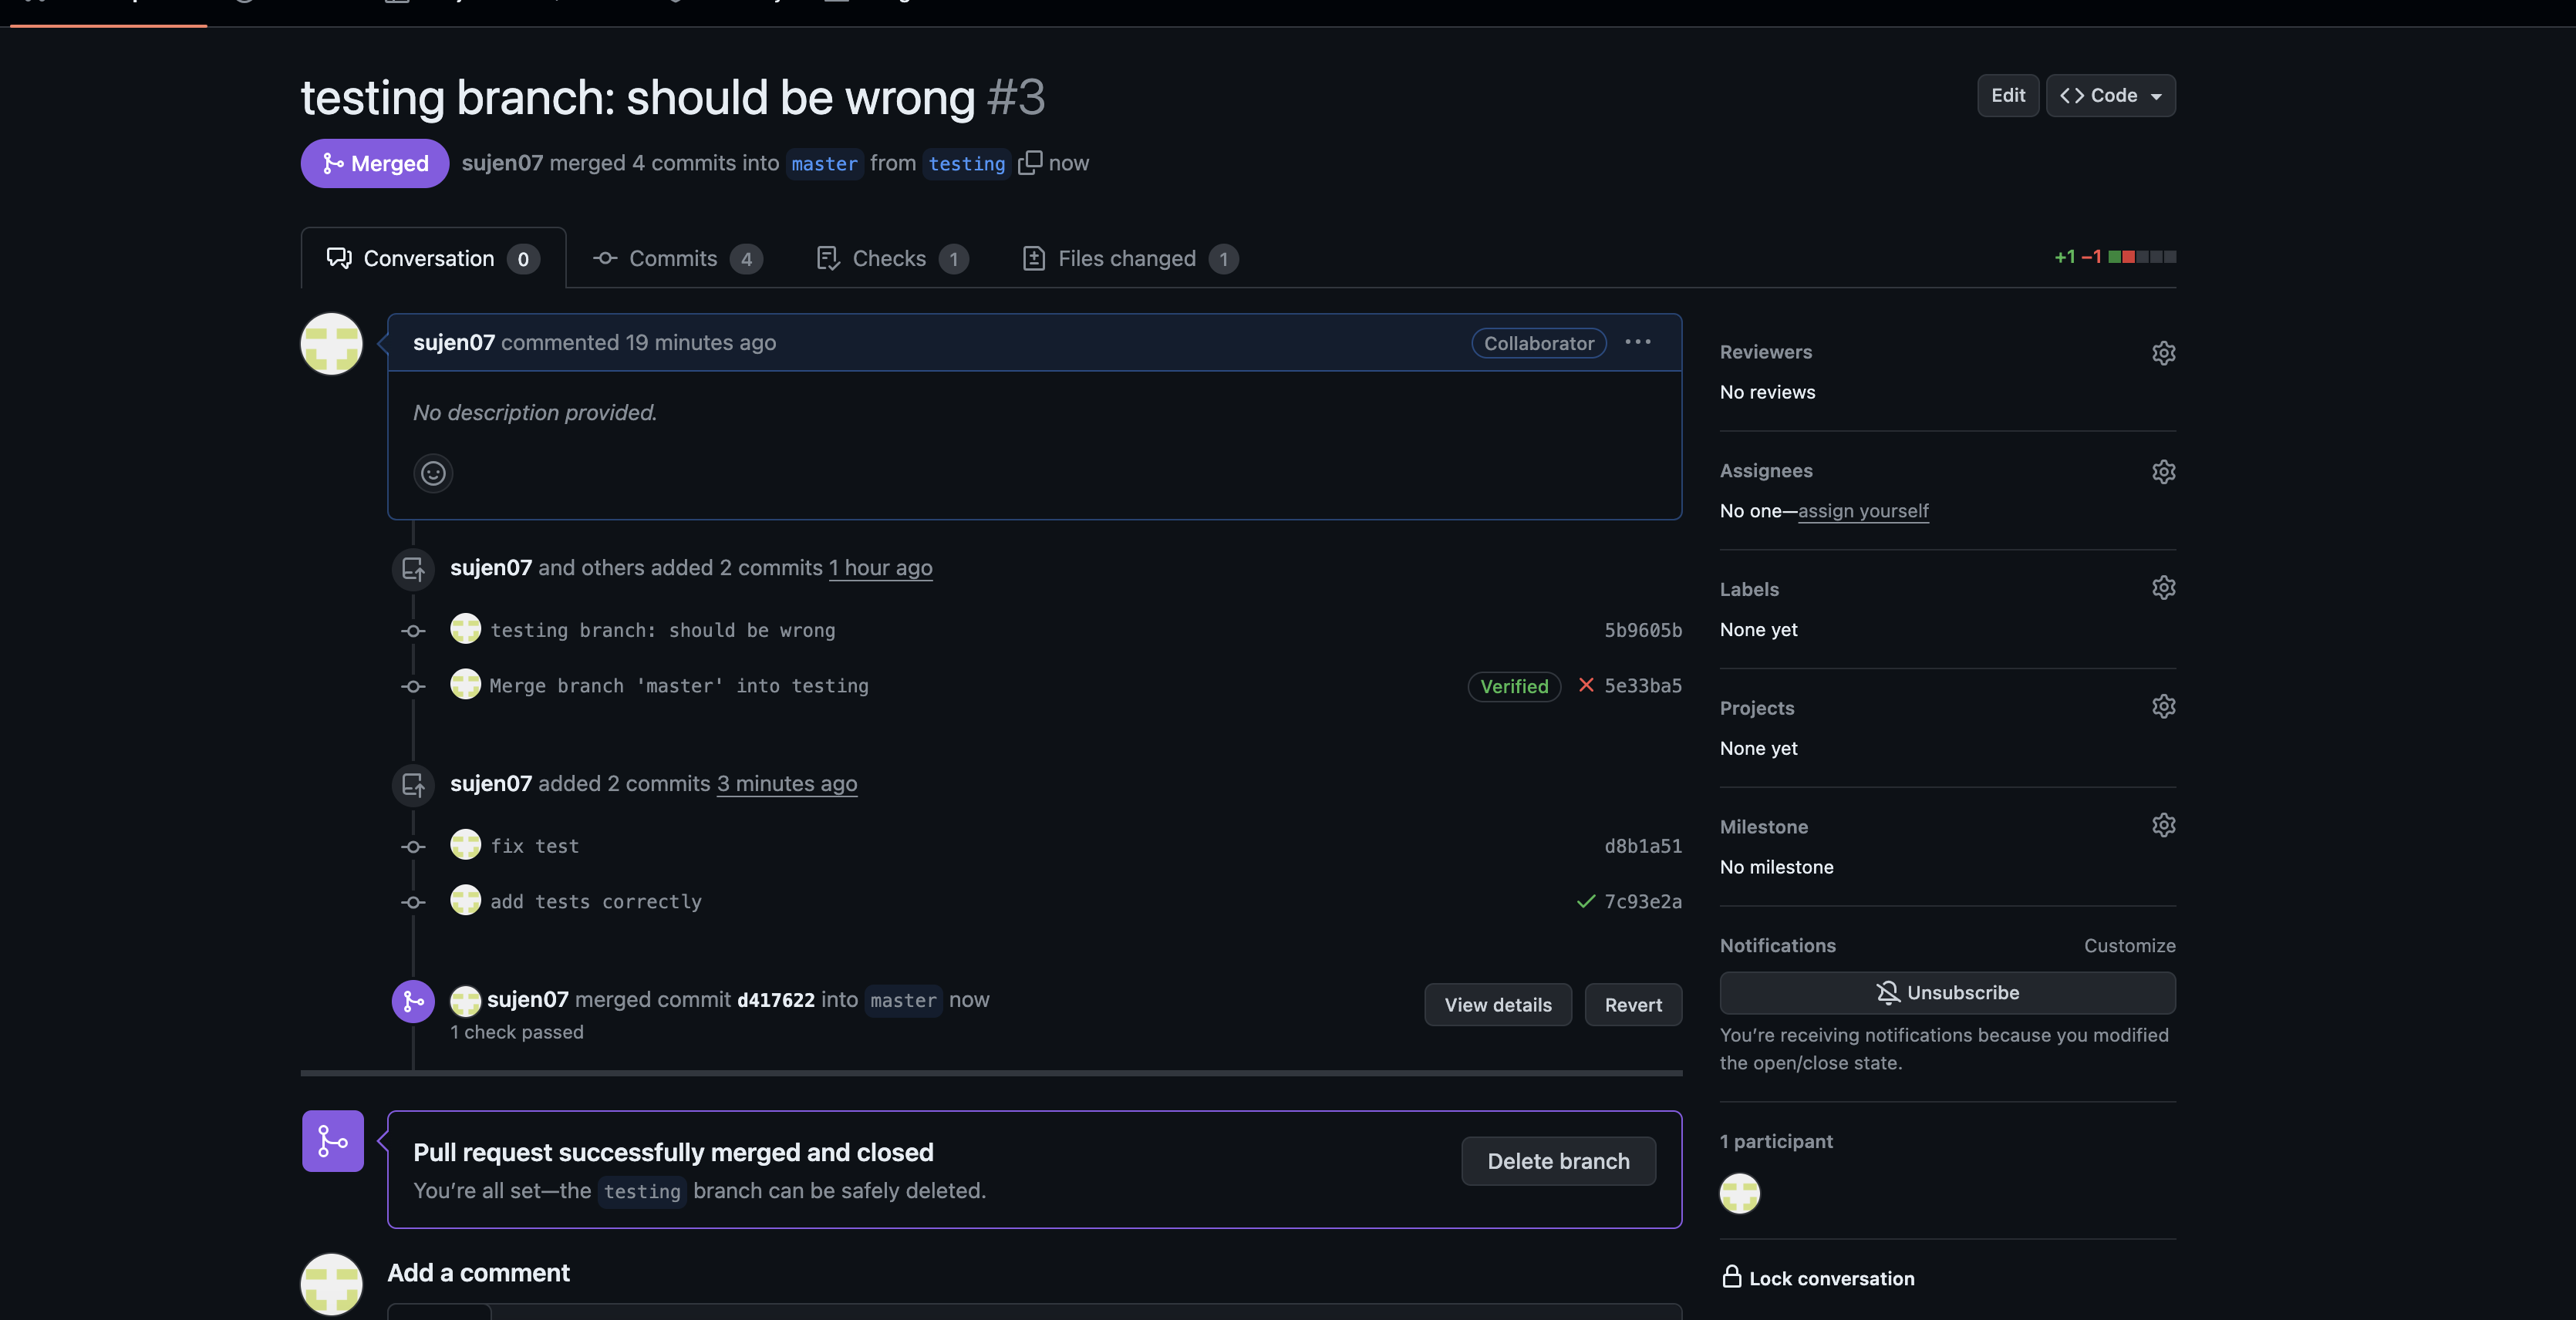 testing branch: should be wrong #3
Edit
Code
Merged
sujen07 merged 4 commits into master from testing now
Conversation 0
Commits 4
Checks 1
Files changed 1
+1 −1
sujen07 commented 19 minutes ago
Collaborator
No description provided.
sujen07 and others added 2 commits 1 hour ago
testing branch: should be wrong
5b9605b
Merge branch 'master' into testing
Verified
5e33ba5
sujen07 added 2 commits 3 minutes ago
fix test
d8b1a51
add tests correctly
7c93e2a
sujen07 merged commit d417622 into master now
1 check passed
View details
Revert
Pull request successfully merged and closed
You're all set—the testing branch can be safely deleted.
Delete branch
Add a comment
Reviewers
No reviews
Assignees
No one—assign yourself
Labels
None yet
Projects
None yet
Milestone
No milestone
Notifications
Customize
Unsubscribe
You're receiving notifications because you modified
the open/close state.
1 participant
Lock conversation